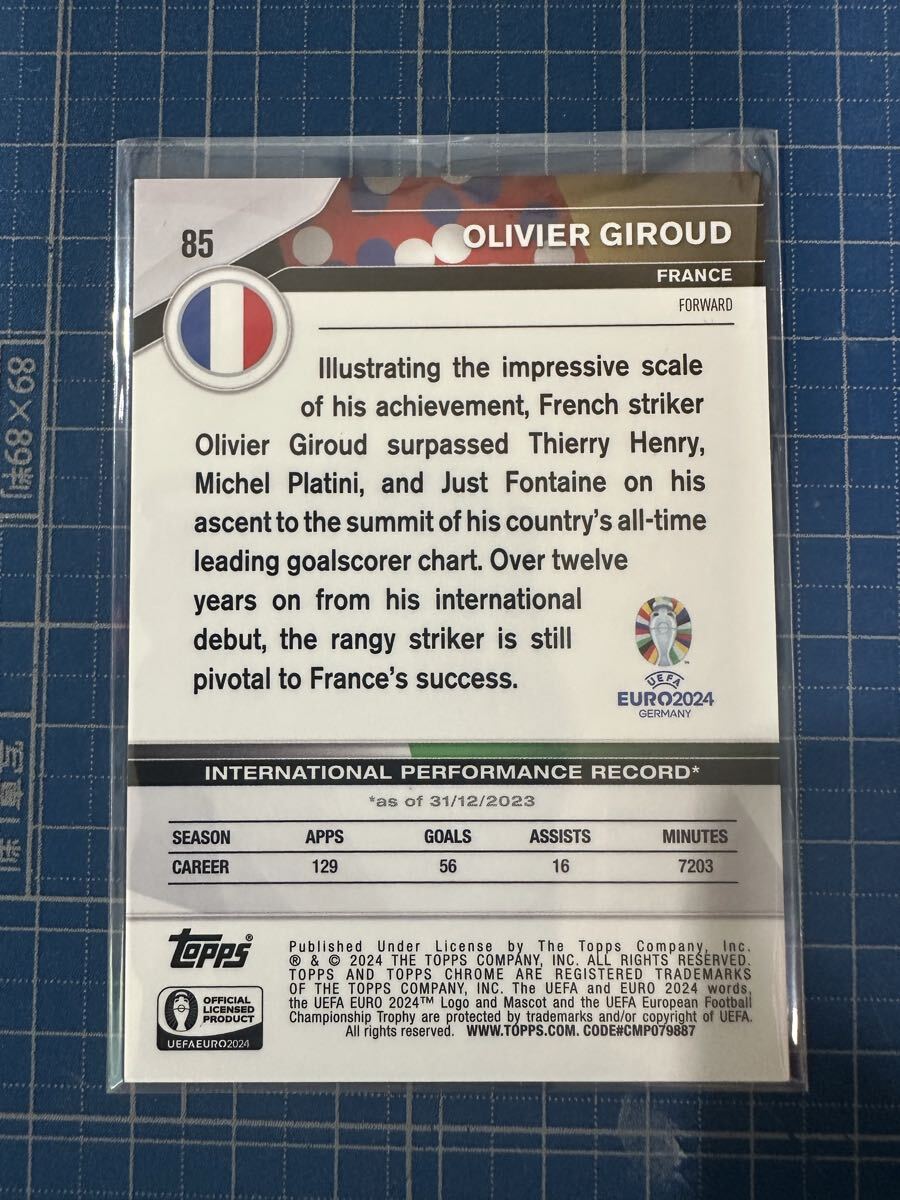 85
OLIVIER GIROUD
FRANCE
FORWARD
Illustrating the impressive scale
of his achievement, French striker
Olivier Giroud surpassed Thierry Henry,
Michel Platini, and Just Fontaine on his
ascent to the summit of his country's all-time
leading goalscorer chart. Over twelve
years on from his international
debut, the rangy striker is still
pivotal to France's success.
UEFA
EURO2024
GERMANY
INTERNATIONAL PERFORMANCE RECORD*
*as of 31/12/2023
SEASON APPS GOALS ASSISTS MINUTES
CAREER 129 56 16 7203
Topps®
OFFICIAL
LICENSED
PRODUCT
UEFAEURO2024
Published Under License by The Topps Company, Inc.
® & © 2024 THE TOPPS COMPANY, INC. ALL RIGHTS RESERVED.
TOPPS AND TOPPS CHROME ARE REGISTERED TRADEMARKS
OF THE TOPPS COMPANY, INC. The UEFA and EURO 2024 words,
the UEFA EURO 2024™ Logo and Mascot and the UEFA European Football
Championship Trophy are protected by trademarks and/or copyright of UEFA.
All rights reserved. WWW.TOPPS.COM. CODE#CMP079887
89×89判